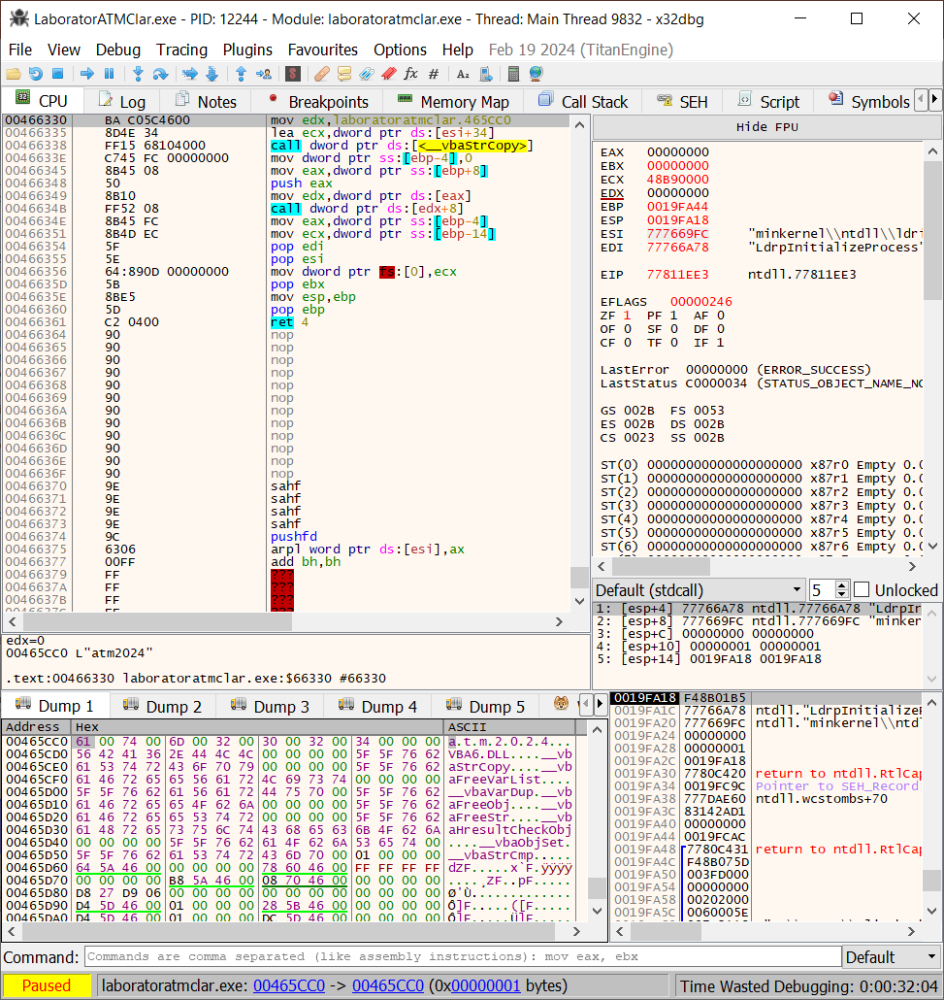 LaboratorATMClar.exe - PID: 12244 - Module: laboratoratmclar.exe - Thread: Main Thread 9832 - x32dbg
File View Debug Tracing Plugins Favourites Options Help Feb 19 2024 (TitanEngine)
CPU Log Notes Breakpoints Memory Map Call Stack SEH Script Symbols
00466330 BA C05C4600 mov edx,laboratoratmclar.465CC0
00466335 8D4E 34 lea ecx,dword ptr ds:[esi+34]
00466338 FF15 68104000 call dword ptr ds:[<__vbaStrCopy>]
0046633E C745 FC 00000000 mov dword ptr ss:[ebp-4],0
00466345 8B45 08 mov eax,dword ptr ss:[ebp+8]
00466348 50 push eax
00466349 8B10 mov edx,dword ptr ds:[eax]
0046634B FF52 08 call dword ptr ds:[edx+8]
0046634E 8B45 FC mov eax,dword ptr ss:[ebp-4]
00466351 8B4D EC mov ecx,dword ptr ss:[ebp-14]
00466354 5F pop edi
00466355 5E pop esi
00466356 64:890D 00000000 mov dword ptr fs:[0],ecx
0046635D 5B pop ebx
0046635E 8BE5 mov esp,ebp
00466360 5D pop ebp
00466361 C2 0400 ret 4
00466364 90 nop
00466365 90 nop
00466366 90 nop
00466367 90 nop
00466368 90 nop
00466369 90 nop
0046636A 90 nop
0046636B 90 nop
0046636C 90 nop
0046636D 90 nop
0046636E 90 nop
0046636F 90 nop
00466370 9E sahf
00466371 9E sahf
00466372 9E sahf
00466373 9E sahf
00466374 9C pushfd
00466375 6306 arpl word ptr ds:[esi],ax
00466377 00FF add bh,bh
00466379 FF ???
0046637A FF ???
0046637B FF ???
0046637C FF ???
Hide FPU
EAX 00000000
EBX 00000000
ECX 48B90000
EDX 00000000
EBP 0019FA44
ESP 0019FA18
ESI 777669FC "minkernel\\ntdll\\ldri
EDI 77766A78 "LdrpInitializeProcess"
EIP 77811EE3 ntdll.77811EE3
EFLAGS 00000246
ZF 1 PF 1 AF 0
OF 0 SF 0 DF 0
CF 0 TF 0 IF 1
LastError 00000000 (ERROR_SUCCESS)
LastStatus C0000034 (STATUS_OBJECT_NAME_NO
GS 002B FS 0053
ES 002B DS 002B
CS 0023 SS 002B
ST(0) 00000000000000000000 x87r0 Empty 0.0
ST(1) 00000000000000000000 x87r1 Empty 0.0
ST(2) 00000000000000000000 x87r2 Empty 0.0
ST(3) 00000000000000000000 x87r3 Empty 0.0
ST(4) 00000000000000000000 x87r4 Empty 0.0
ST(5) 00000000000000000000 x87r5 Empty 0.0
ST(6) 00000000000000000000 x87r6 Empty 0.0
Default (stdcall) 5 Unlocked
1: [esp+4] 77766A78 ntdll.77766A78 "LdrpIn
2: [esp+8] 777669FC ntdll.777669FC "minker
3: [esp+C] 00000000 00000000
4: [esp+10] 00000001 00000001
5: [esp+14] 0019FA18 0019FA18
edx=0
00465CC0 L"atm2024"
.text:00466330 laboratoratmclar.exe:$66330 #66330
Dump 1 Dump 2 Dump 3 Dump 4 Dump 5
Address Hex ASCII
00465CC0 61 00 74 00 6D 00 32 00 30 00 32 00 34 00 00 00 a.t.m.2.0.2.4...
00465CD0 56 42 41 36 2E 44 4C 4C 00 00 00 00 5F 5F 76 62 VBA6.DLL....__vb
00465CE0 61 53 74 72 43 6F 70 79 00 00 00 00 5F 5F 76 62 aStrCopy....__vb
00465CF0 61 46 72 65 65 56 61 72 4C 69 73 74 00 00 00 00 aFreeVarList....
00465D00 5F 5F 76 62 61 56 61 72 44 75 70 00 5F 5F 76 62 __vbaVarDup.__vb
00465D10 61 46 72 65 65 4F 62 6A 00 00 00 00 5F 5F 76 62 aFreeObj....__vb
00465D20 61 46 72 65 65 53 74 72 00 00 00 00 5F 5F 76 62 aFreeStr....__vb
00465D30 61 48 72 65 73 75 6C 74 43 68 65 63 6B 4F 62 6A aHresultCheckObj
00465D40 00 00 00 00 5F 5F 76 62 61 4F 62 6A 53 65 74 00 ....__vbaObjSet.
00465D50 5F 5F 76 62 61 53 74 72 43 6D 70 00 01 00 00 00 __vbaStrCmp.....
00465D60 64 5A 46 00 00 00 00 00 78 60 46 00 FF FF FF FF dZF.....x`F.ÿÿÿÿ
00465D70 00 00 00 00 B8 5A 46 00 08 70 46 00 00 00 00 00 ....¸ZF..pF.....
00465D80 D8 27 D9 06 00 00 00 00 00 00 00 00 00 00 00 00 Ø'Ù.............
00465D90 D4 5D 46 00 01 00 00 00 28 5B 46 00 00 00 00 00 Ô]F.....([F.....
00465DA0 D4 5D 46 00 01 00 00 00 DC 5D 46 00 00 00 00 00 Ô]F.....Ü]F.....
0019FA18 F48B01B5
0019FA1C 77766A78 ntdll."LdrpInitializeP
0019FA20 777669FC ntdll."minkernel\\ntdl
0019FA24 00000000
0019FA28 00000001
0019FA2C 0019FA18
0019FA30 7780C420 return to ntdll.RtlCap
0019FA34 0019FC9C Pointer to SEH_Record
0019FA38 777DAE60 ntdll.wcstombs+70
0019FA3C 83142AD1
0019FA40 00000000
0019FA44 0019FCAC
0019FA48 7780C431 return to ntdll.RtlCap
0019FA4C F48B075D
0019FA50 003FD000
0019FA54 00000000
0019FA58 00202000
0019FA5C 0060005E
Command: Commands are comma separated (like assembly instructions): mov eax, ebx Default
Paused laboratoratmclar.exe: 00465CC0 -> 00465CC0 (0x00000001 bytes) Time Wasted Debugging: 0:00:32:04